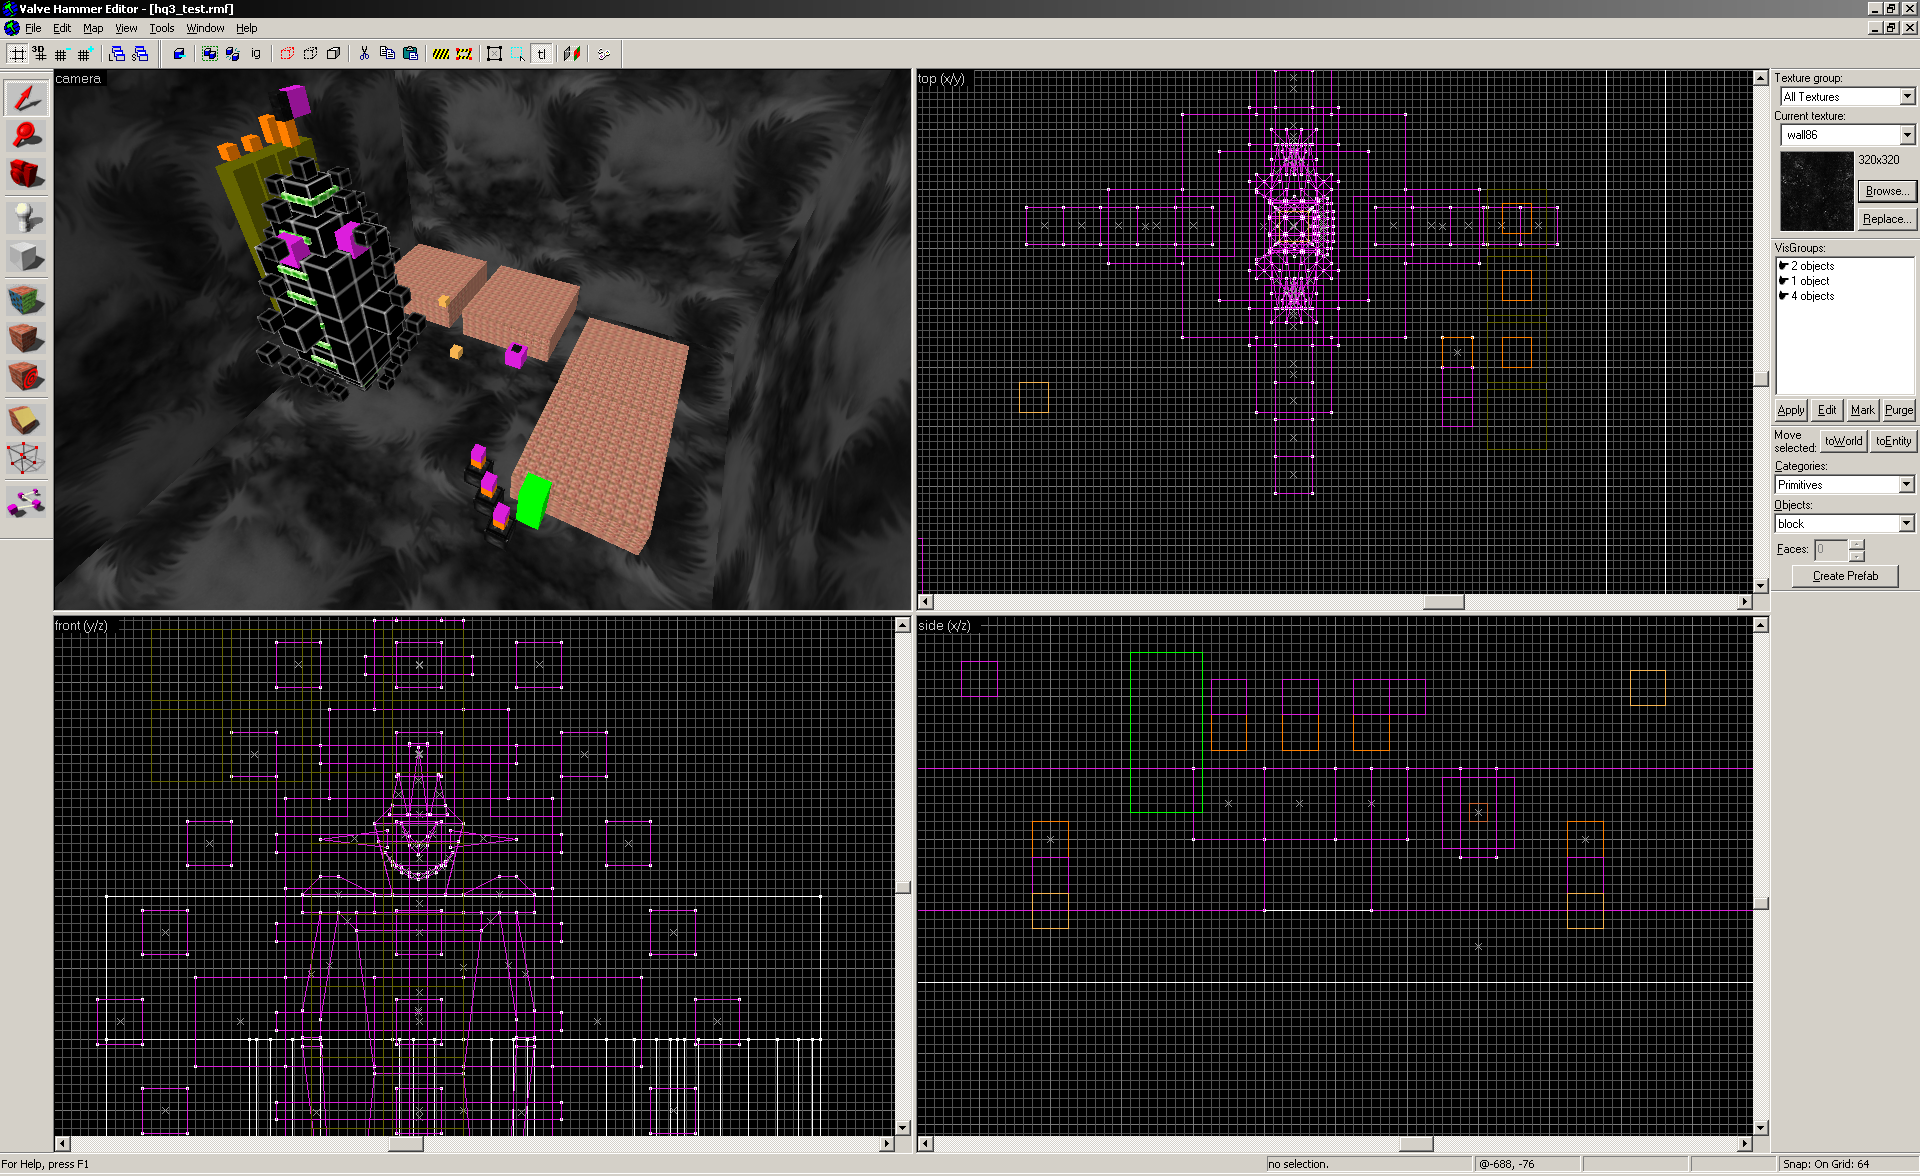 Valve Hammer Editor - [hq3_test.rmf]
File Edit Map View Tools Window Help
3D ig tl
camera
top (x/y)
front (y/z)
side (x/z)
Texture group:
All Textures
Current texture:
wall86
320x320
Browse...
Replace...
VisGroups:
2 objects
1 object
4 objects
Apply Edit Mark Purge
Move selected: toWorld toEntity
Categories:
Primitives
Objects:
block
Faces: 0
Create Prefab
For Help, press F1
no selection.
@-688, -76
Snap: On Grid: 64